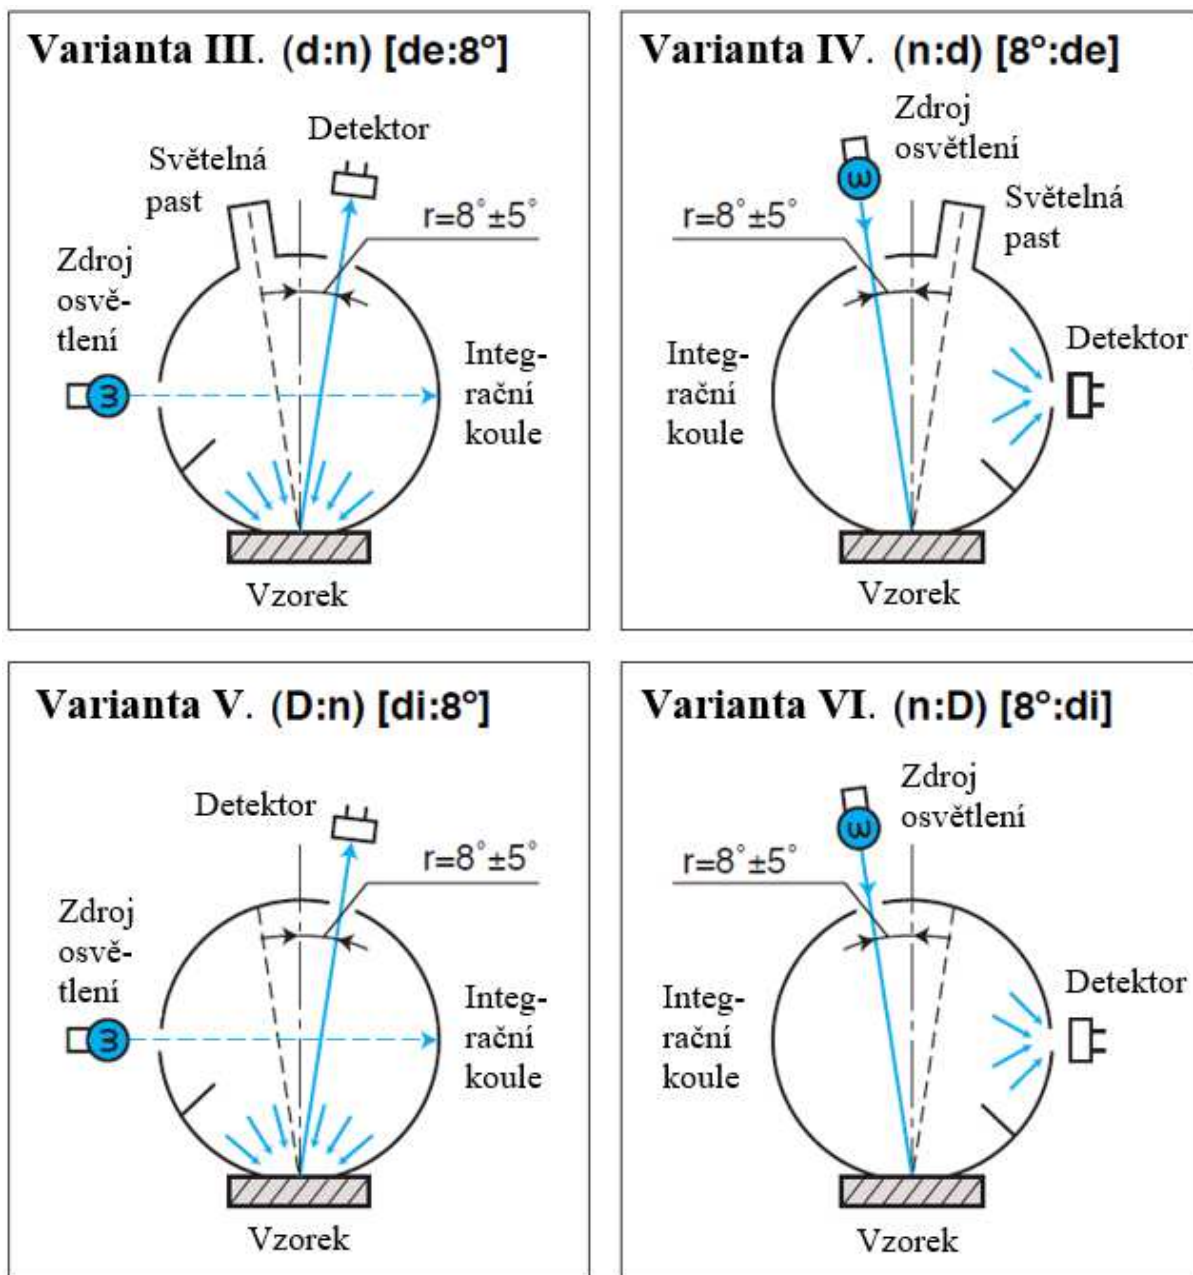 Varianta III. (d:n) [de:8°]
Detektor
Světelná
past
r=8°±5°
Zdroj
osvě-
tlení
Integ-
rační
koule
Vzorek
Varianta IV. (n:d) [8°:de]
Zdroj
osvětlení
Světelná
past
r=8°±5°
Detektor
Integ-
rační
koule
Vzorek
Varianta V. (D:n) [di:8°]
Detektor
r=8°±5°
Zdroj
osvě-
tlení
Integ-
rační
koule
Vzorek
Varianta VI. (n:D) [8°:di]
Zdroj
osvětlení
r=8°±5°
Detektor
Integ-
rační
koule
Vzorek